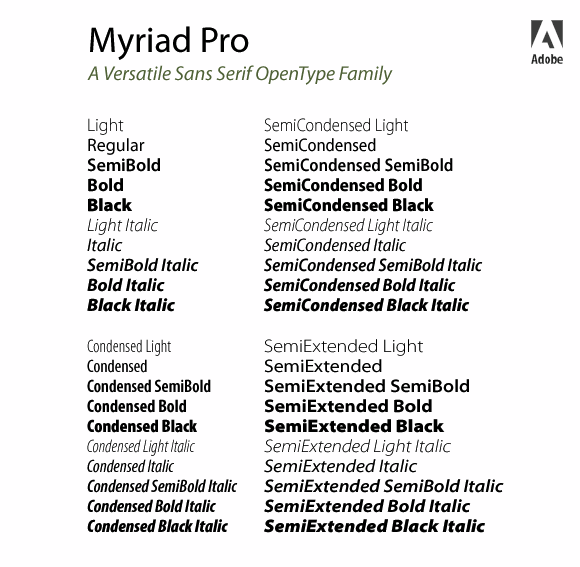 Myriad Pro
A Versatile Sans Serif OpenType Family
Adobe
Light
Regular
SemiBold
Bold
Black
Light Italic
Italic
SemiBold Italic
Bold Italic
Black Italic
SemiCondensed Light
SemiCondensed
SemiCondensed SemiBold
SemiCondensed Bold
SemiCondensed Black
SemiCondensed Light Italic
SemiCondensed Italic
SemiCondensed SemiBold Italic
SemiCondensed Bold Italic
SemiCondensed Black Italic
Condensed Light
Condensed
Condensed SemiBold
Condensed Bold
Condensed Black
Condensed Light Italic
Condensed Italic
Condensed SemiBold Italic
Condensed Bold Italic
Condensed Black Italic
SemiExtended Light
SemiExtended
SemiExtended SemiBold
SemiExtended Bold
SemiExtended Black
SemiExtended Light Italic
SemiExtended Italic
SemiExtended SemiBold Italic
SemiExtended Bold Italic
SemiExtended Black Italic